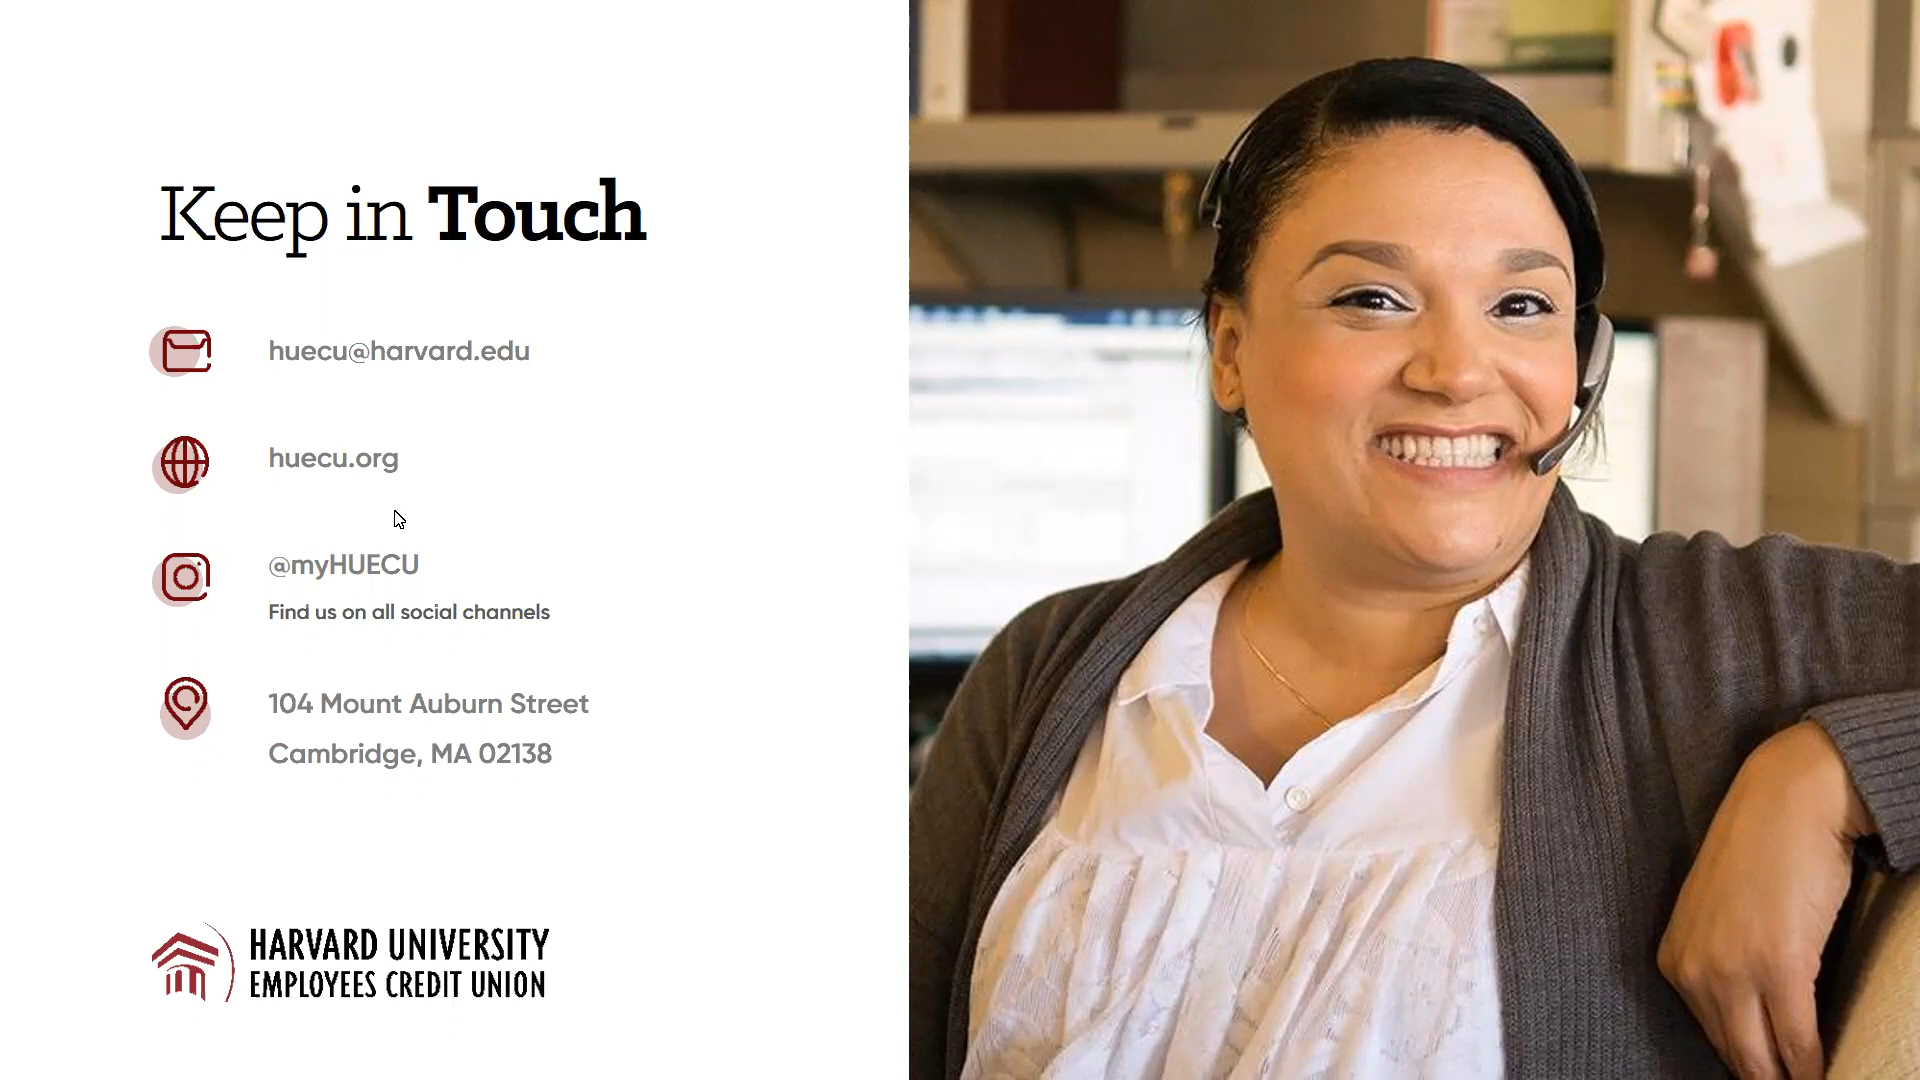 Keep in Touch
huecu@harvard.edu
huecu.org
@myHUECU
Find us on all social channels
104 Mount Auburn Street
Cambridge, MA 02138
HARVARD UNIVERSITY
EMPLOYEES CREDIT UNION